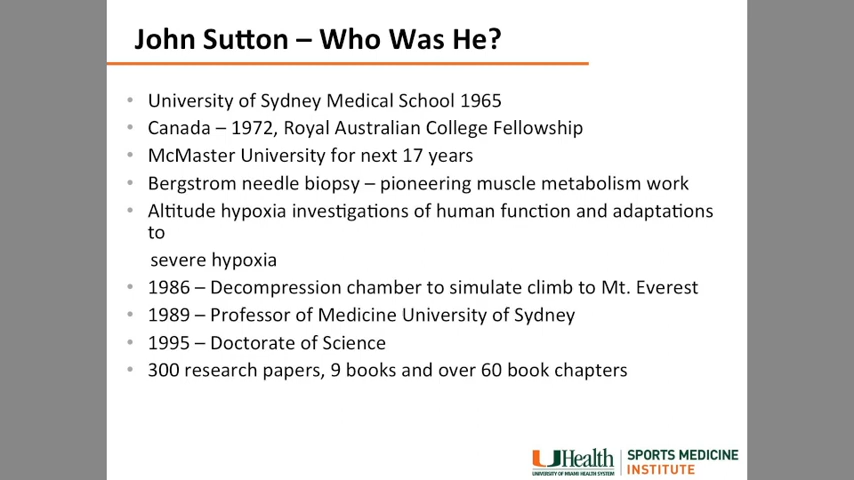 John Sutton – Who Was He?
• University of Sydney Medical School 1965
• Canada – 1972, Royal Australian College Fellowship
• McMaster University for next 17 years
• Bergstrom needle biopsy – pioneering muscle metabolism work
• Altitude hypoxia investigations of human function and adaptations
to
severe hypoxia
• 1986 – Decompression chamber to simulate climb to Mt. Everest
• 1989 – Professor of Medicine University of Sydney
• 1995 – Doctorate of Science
• 300 research papers, 9 books and over 60 book chapters
UHealth
UNIVERSITY OF MIAMI HEALTH SYSTEM
SPORTS MEDICINE
INSTITUTE